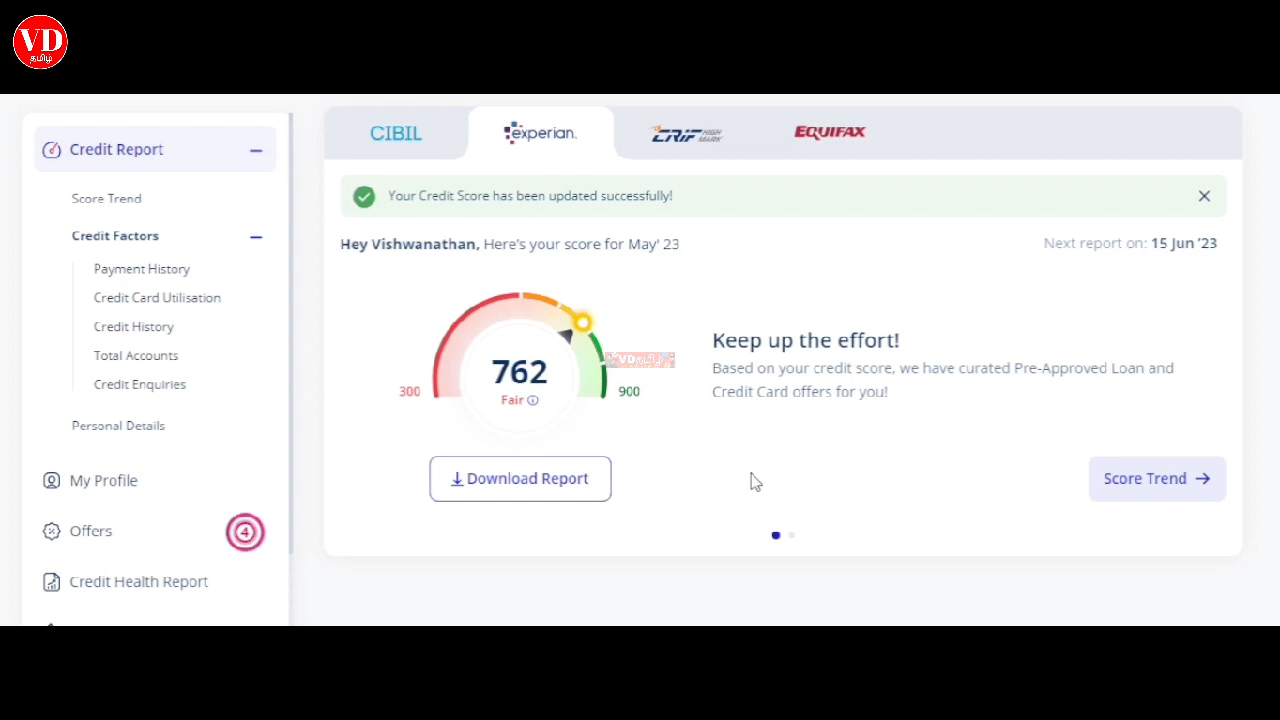 VD
தமிழ்
CIBIL
experian.
CRIF HIGH MARK
EQUIFAX
Credit Report
Your Credit Score has been updated successfully!
Score Trend
Credit Factors
Hey Vishwanathan, Here's your score for May' 23
Next report on: 15 Jun '23
Payment History
Credit Card Utilisation
Credit History
Total Accounts
Credit Enquiries
Personal Details
My Profile
Offers
4
Credit Health Report
762
Fair
300
900
VDதமிழ்
Keep up the effort!
Based on your credit score, we have curated Pre-Approved Loan and
Credit Card offers for you!
Download Report
Score Trend